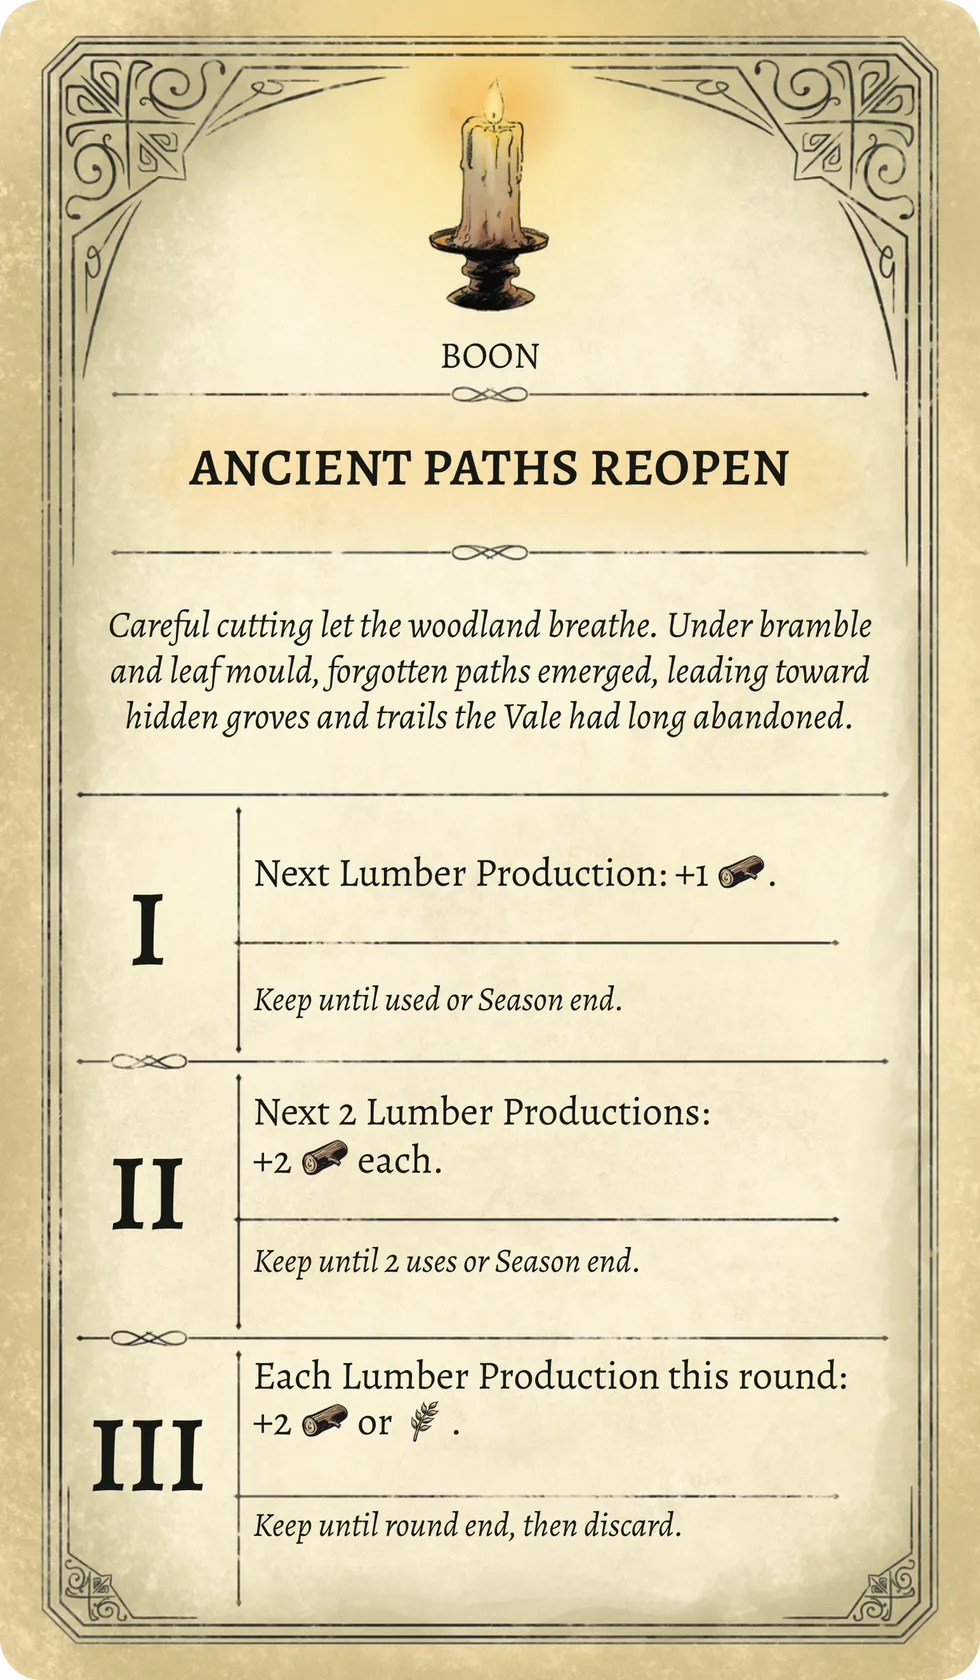 BOON
ANCIENT PATHS REOPEN
Careful cutting let the woodland breathe. Under bramble
and leaf mould, forgotten paths emerged, leading toward
hidden groves and trails the Vale had long abandoned.
I
Next Lumber Production: +1 .
Keep until used or Season end.
II
Next 2 Lumber Productions:
+2 each.
Keep until 2 uses or Season end.
III
Each Lumber Production this round:
+2 or .
Keep until round end, then discard.